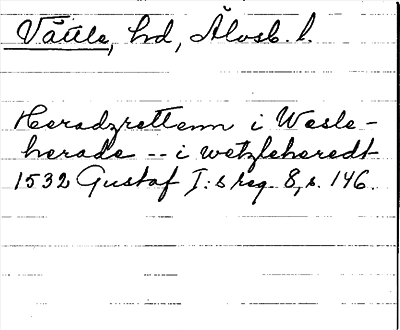 Vättle, hd, Älvsb. l.
Heradzrettenn i Wesle-
herade -- i wetzleheredt
1532 Gustaf I:s reg. 8, s. 146.